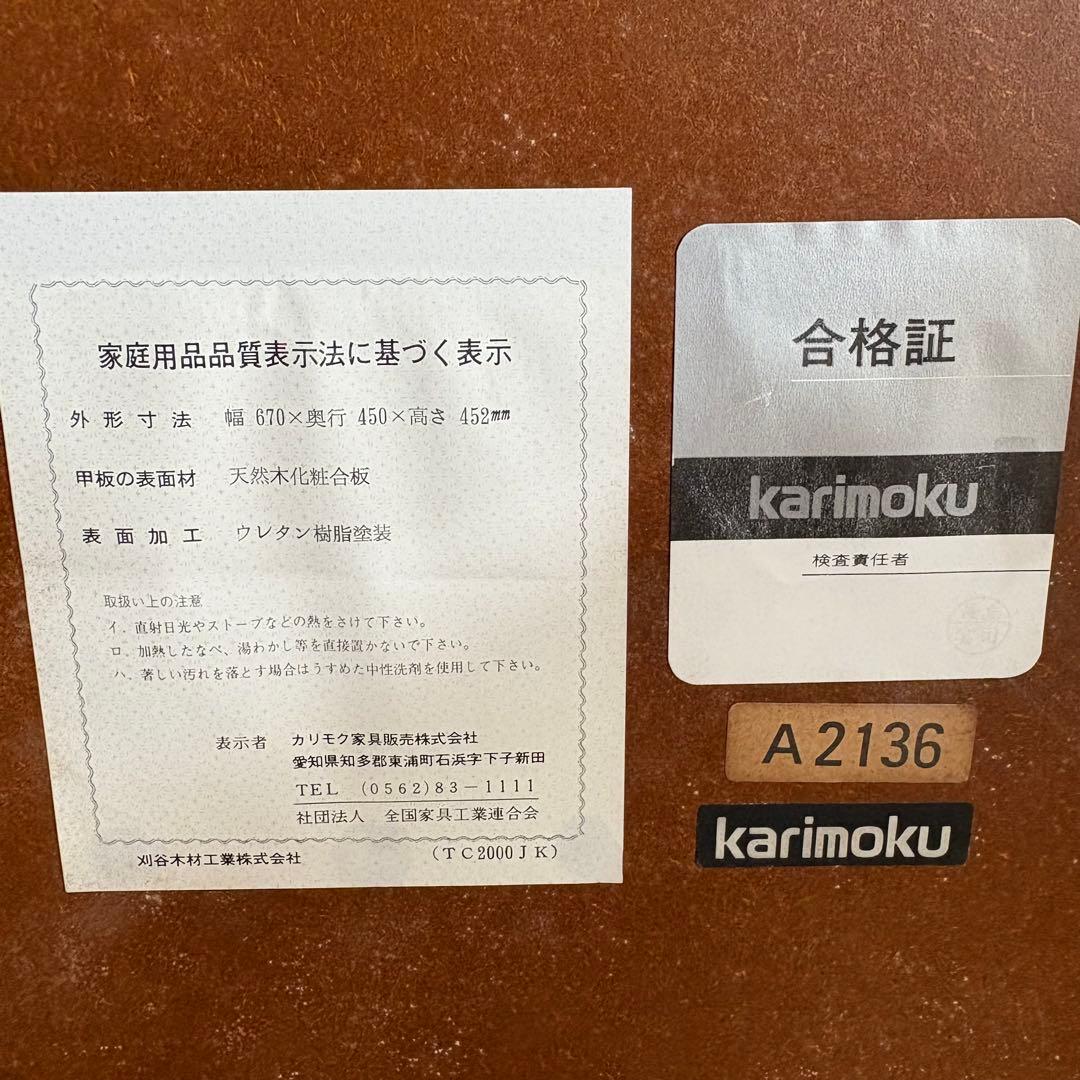 家庭用品品質表示法に基づく表示
外形寸法 幅 670×奥行 450×高さ 452mm
甲板の表面材 天然木化粧合板
表面加工 ウレタン樹脂塗装
取扱い上の注意
イ．直射日光やストーブなどの熱をさけて下さい。
ロ．加熱したなべ、湯わかし等を直接置かないで下さい。
ハ．著しい汚れを落とす場合はうすめた中性洗剤を使用して下さい。
表示者 カリモク家具販売株式会社
愛知県知多郡東浦町石浜字下子新田
TEL (0562)83-1111
社団法人 全国家具工業連合会
刈谷木材工業株式会社 (TC2000JK)
合格証
karimoku
検査責任者
A2136
karimoku